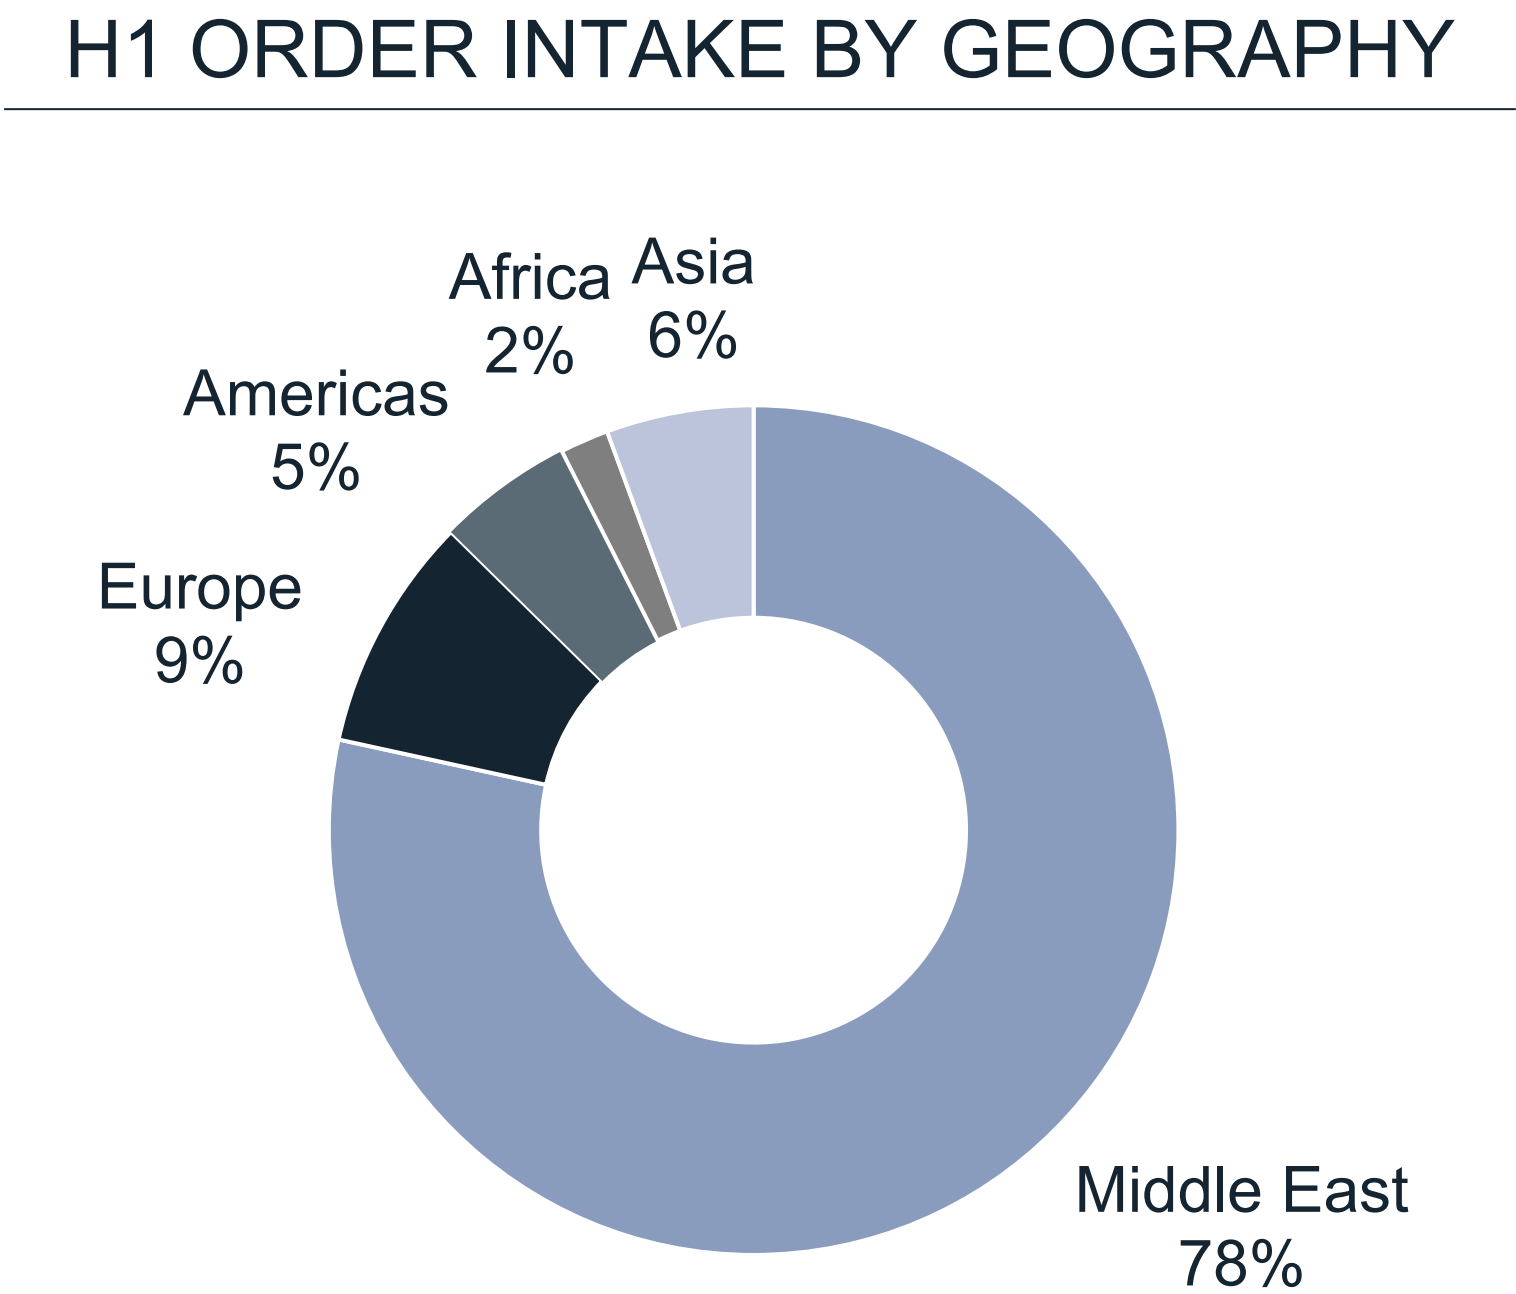 H1 ORDER INTAKE BY GEOGRAPHY
Africa
2%
Asia
6%
Americas
5%
Europe
9%
Middle East
78%